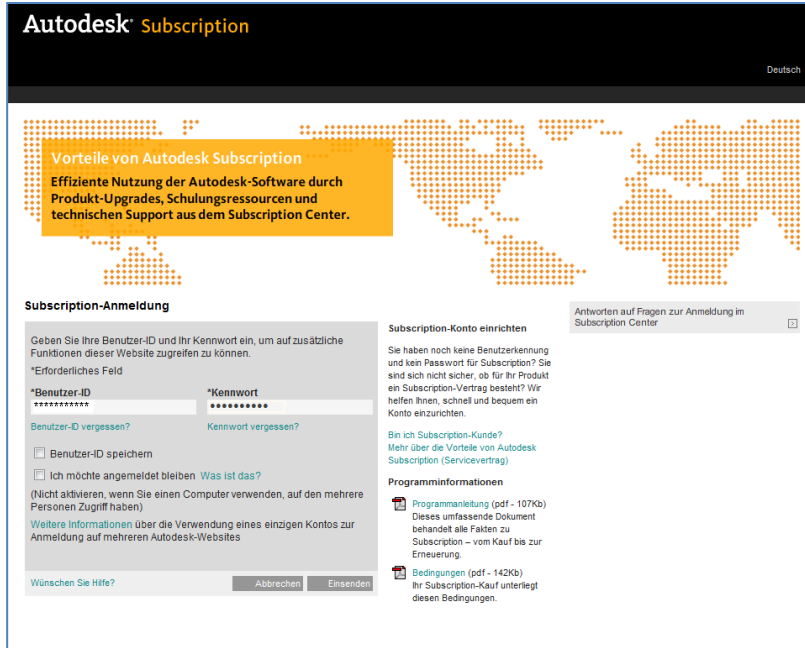 Autodesk® Subscription
Deutsch
Vorteile von Autodesk Subscription
Effiziente Nutzung der Autodesk-Software durch
Produkt-Upgrades, Schulungsressourcen und
technischen Support aus dem Subscription Center.
Subscription-Anmeldung
Geben Sie Ihre Benutzer-ID und Ihr Kennwort ein, um auf zusätzliche
Funktionen dieser Website zugreifen zu können.
*Erforderliches Feld
*Benutzer-ID
*Kennwort
***********
••••••••••
Benutzer-ID vergessen?
Kennwort vergessen?
Benutzer-ID speichern
Ich möchte angemeldet bleiben Was ist das?
(Nicht aktivieren, wenn Sie einen Computer verwenden, auf den mehrere
Personen Zugriff haben)
Weitere Informationen über die Verwendung eines einzigen Kontos zur
Anmeldung auf mehreren Autodesk-Websites
Wünschen Sie Hilfe?
Abbrechen
Einsenden
Subscription-Konto einrichten
Sie haben noch keine Benutzerkennung
und kein Passwort für Subscription? Sie
sind sich nicht sicher, ob für Ihr Produkt
ein Subscription-Vertrag besteht? Wir
helfen Ihnen, schnell und bequem ein
Konto einzurichten.
Bin ich Subscription-Kunde?
Mehr über die Vorteile von Autodesk
Subscription (Servicevertrag)
Programminformationen
Programmanleitung (pdf - 107Kb)
Dieses umfassende Dokument
behandelt alle Fakten zu
Subscription – vom Kauf bis zur
Erneuerung.
Bedingungen (pdf - 142Kb)
Ihr Subscription-Kauf unterliegt
diesen Bedingungen.
Antworten auf Fragen zur Anmeldung im
Subscription Center